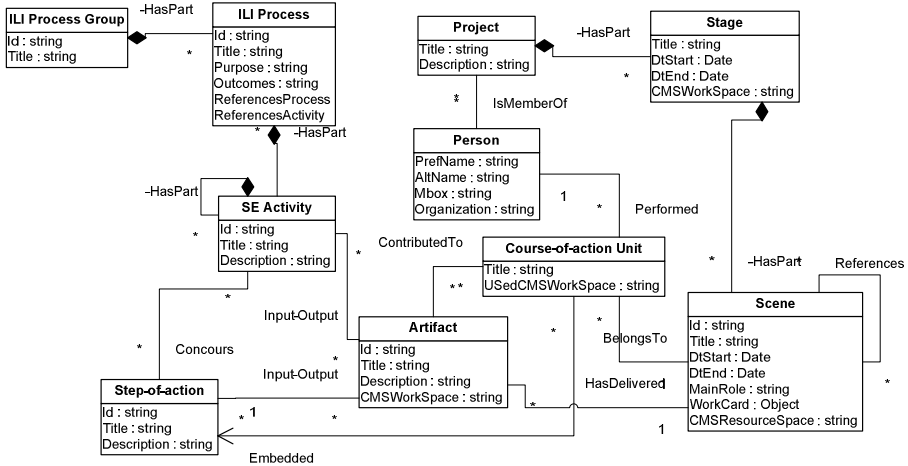 ILI Process Group
Id : string
Title : string
-HasPart
*
ILI Process
Id : string
Title : string
Purpose : string
Outcomes : string
ReferencesProcess
ReferencesActivity
*
-HasPart
Project
Title : string
Description : string
-HasPart
*
Stage
Title : string
DtStart : Date
DtEnd : Date
CMSWorkSpace : string
*
*
IsMemberOf
Person
PrefName : string
AltName : string
Mbox : string
Organization : string
1
*
Performed
-HasPart
*
SE Activity
Id : string
Title : string
Description : string
*
*
ContributedTo
* *
Course-of-action Unit
Title : string
USedCMSWorkSpace : string
*
-HasPart
*
References
*
Scene
Id : string
Title : string
DtStart : Date
DtEnd : Date
MainRole : string
WorkCard : Object
CMSResourceSpace : string
Input-Output
*
Artifact
Id : string
Title : string
Description : string
CMSWorkSpace : string
*
*
BelongsTo
HasDelivered
1
*
1
*
Concours
Input-Output
Step-of-action
Id : string
Title : string
Description : string
*
1
*
Embedded